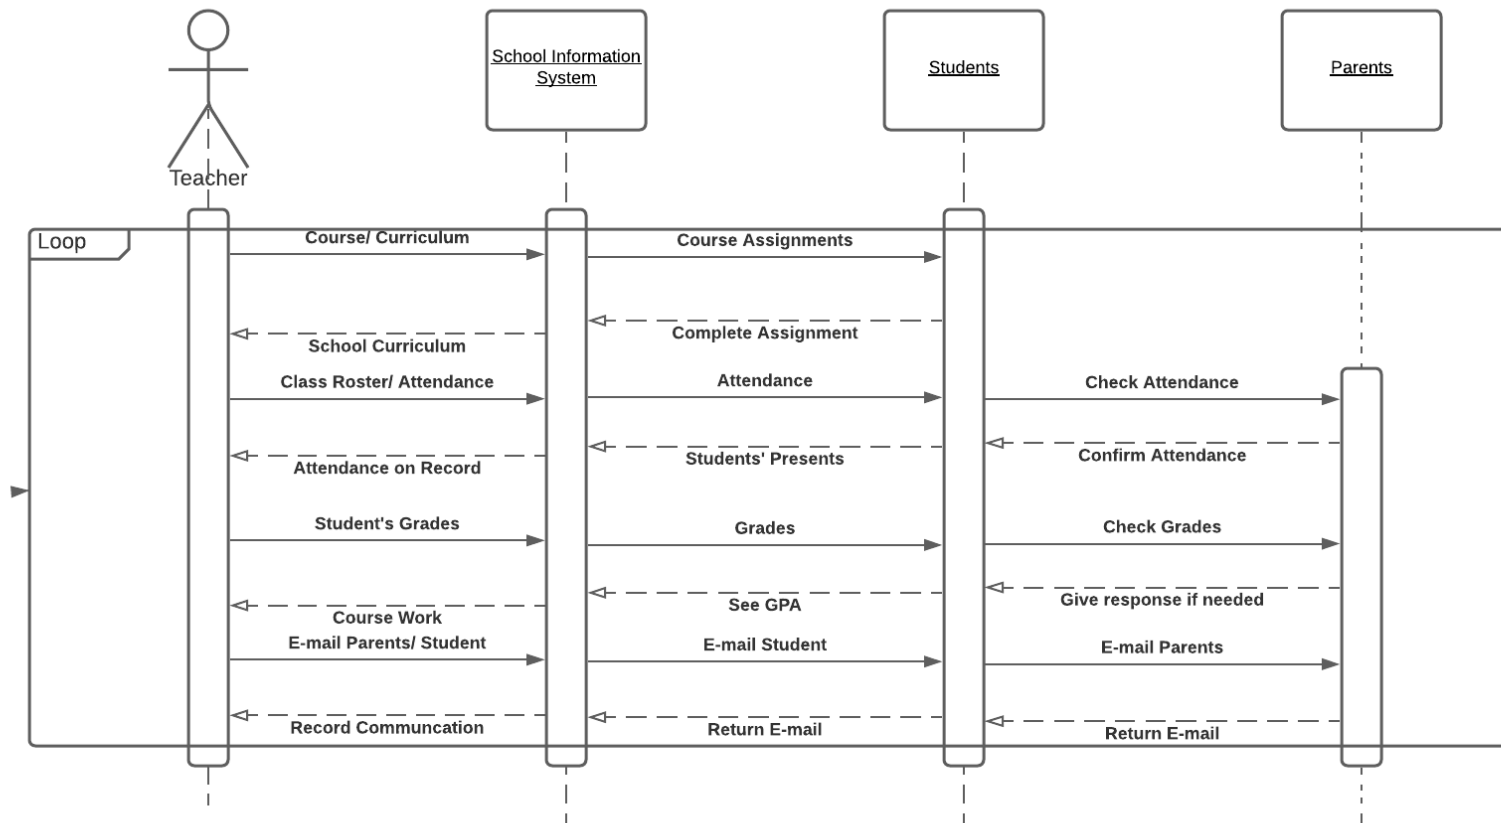 School Information
System
Students
Parents
Teacher
Loop
Course/ Curriculum
Course Assignments
Complete Assignment
School Curriculum
Class Roster/ Attendance
Attendance
Check Attendance
Students' Presents
Confirm Attendance
Attendance on Record
Student's Grades
Grades
Check Grades
See GPA
Give response if needed
Course Work
E-mail Parents/ Student
E-mail Student
E-mail Parents
Record Communcation
Return E-mail
Return E-mail